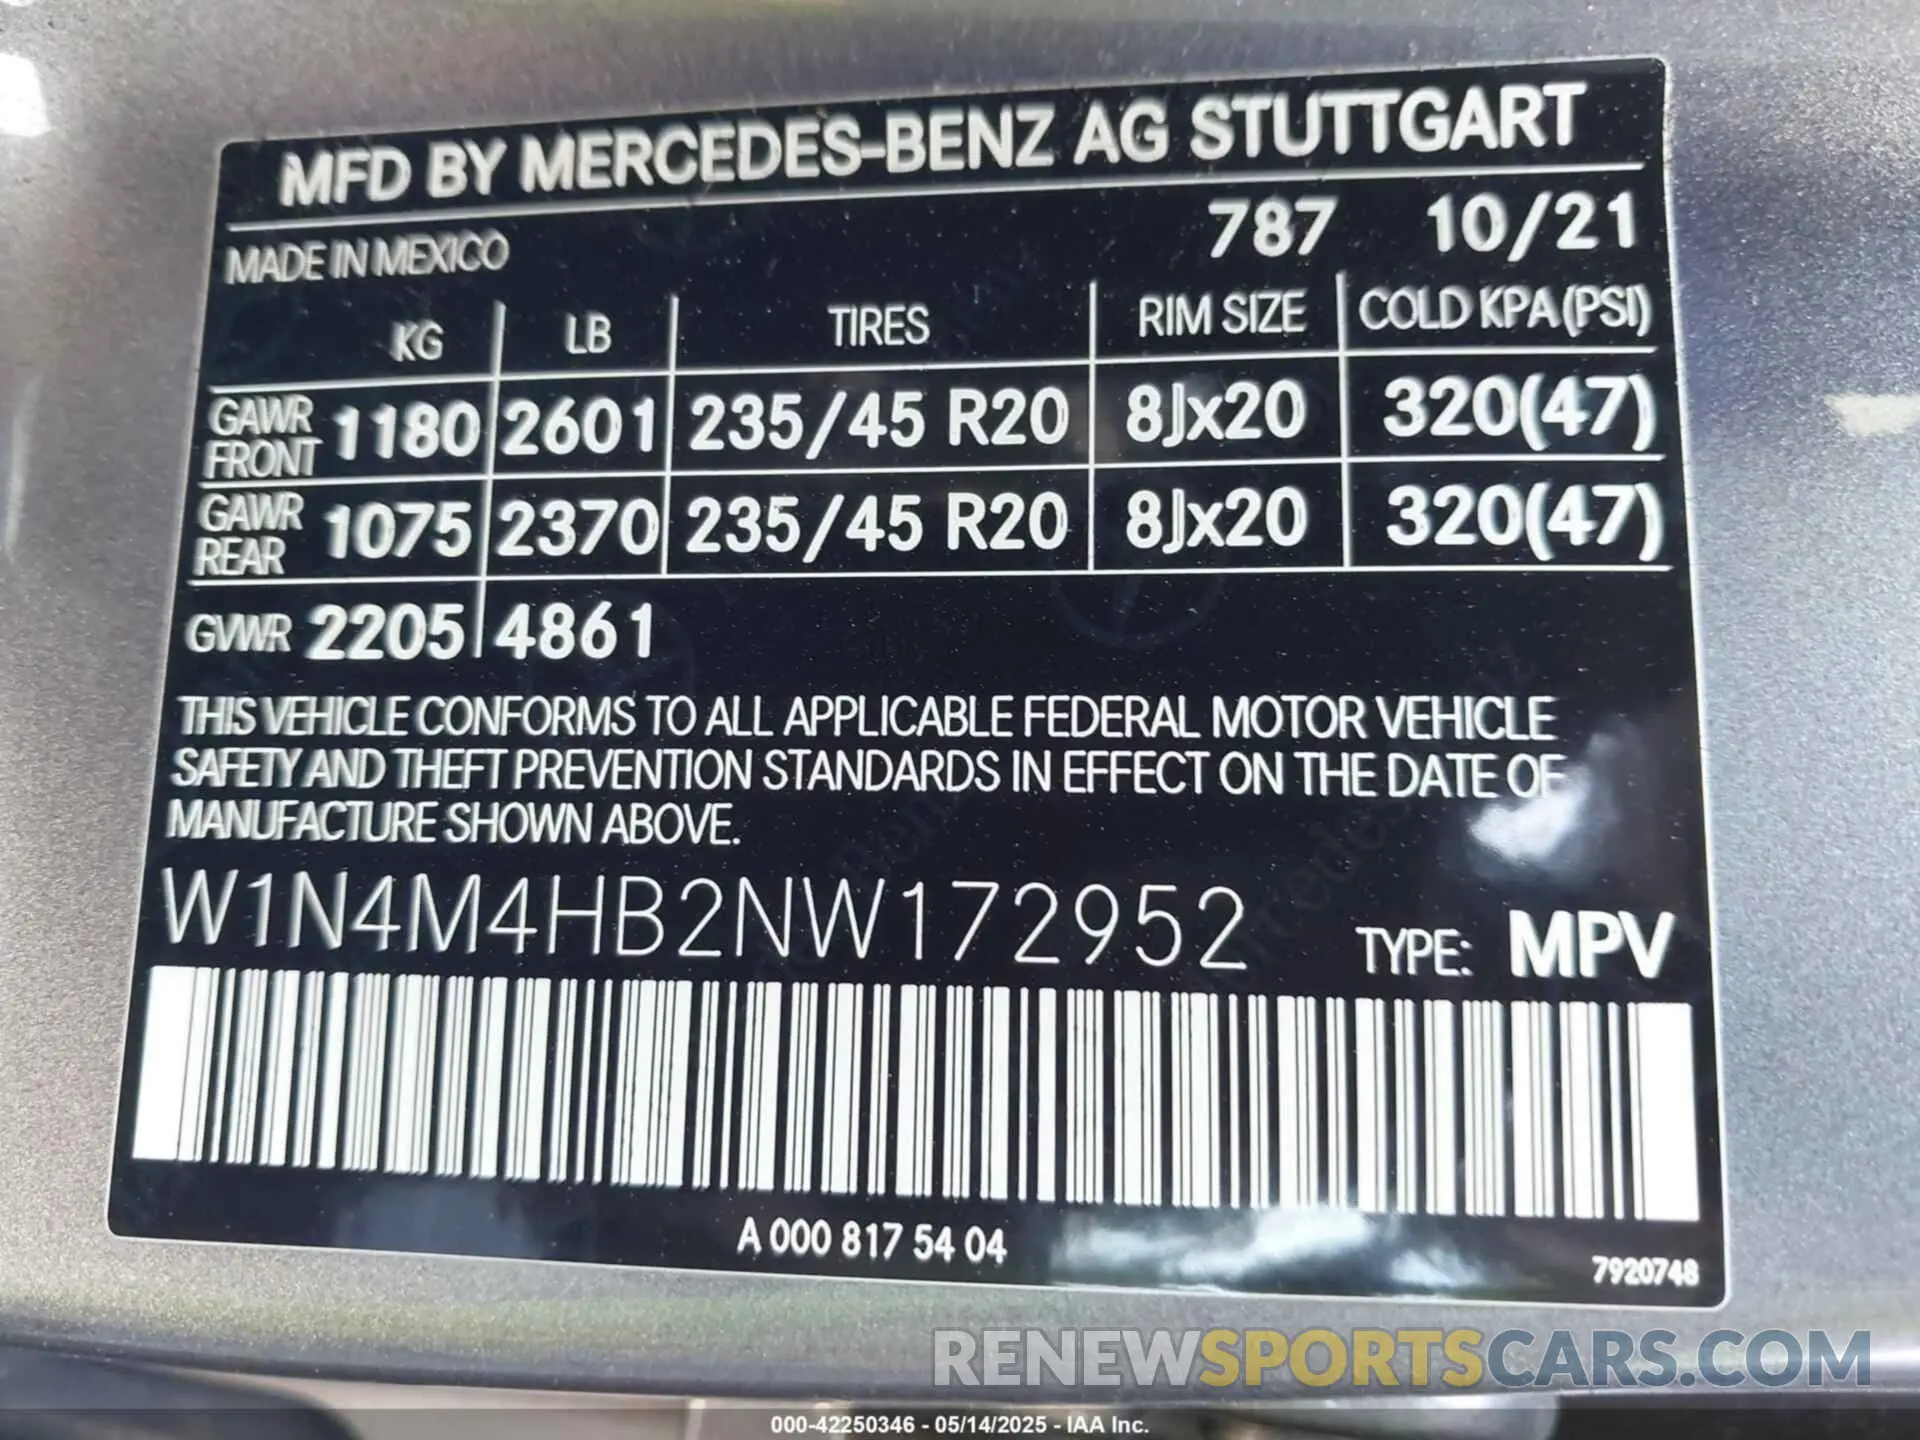 MFD BY MERCEDES-BENZ AG STUTTGART
MADE IN MEXICO 787 10/21
KG LB TIRES RIM SIZE COLD KPA(PSI)
GAWR FRONT 1180 2601 235/45 R20 8Jx20 320(47)
GAWR REAR 1075 2370 235/45 R20 8Jx20 320(47)
GVWR 2205 4861
THIS VEHICLE CONFORMS TO ALL APPLICABLE FEDERAL MOTOR VEHICLE
SAFETY AND THEFT PREVENTION STANDARDS IN EFFECT ON THE DATE OF
MANUFACTURE SHOWN ABOVE.
W1N4M4HB2NW172952 TYPE: MPV
A 000 817 54 04
7920748
RENEWSPORTSCARS.COM
000-42250346 - 05/14/2025 - IAA Inc.